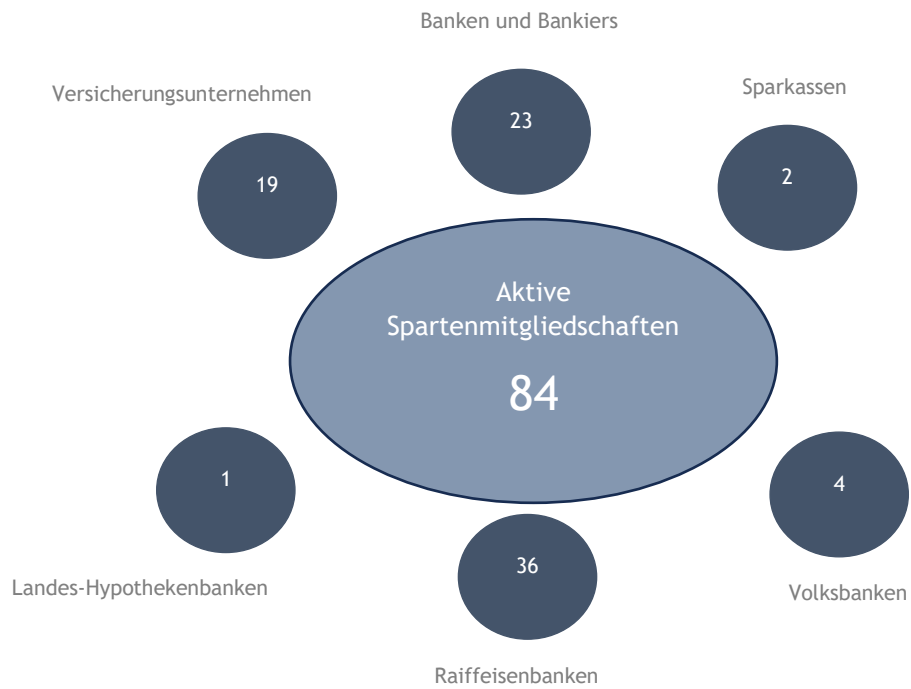 Banken und Bankiers
23
Sparkassen
2
Versicherungsunternehmen
19
Aktive
Spartenmitgliedschaften
84
1
Landes-Hypothekenbanken
36
Raiffeisenbanken
4
Volksbanken